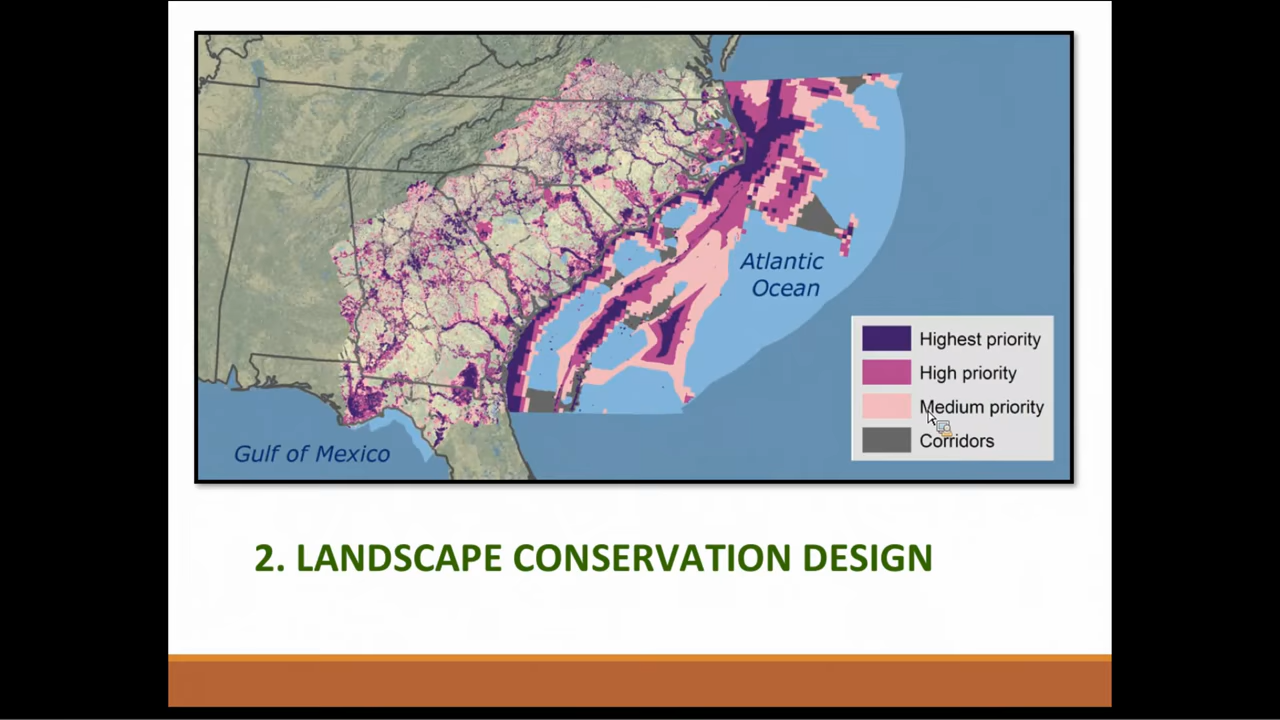 Atlantic
Ocean
Highest priority
High priority
Medium priority
Corridors
Gulf of Mexico
2. LANDSCAPE CONSERVATION DESIGN